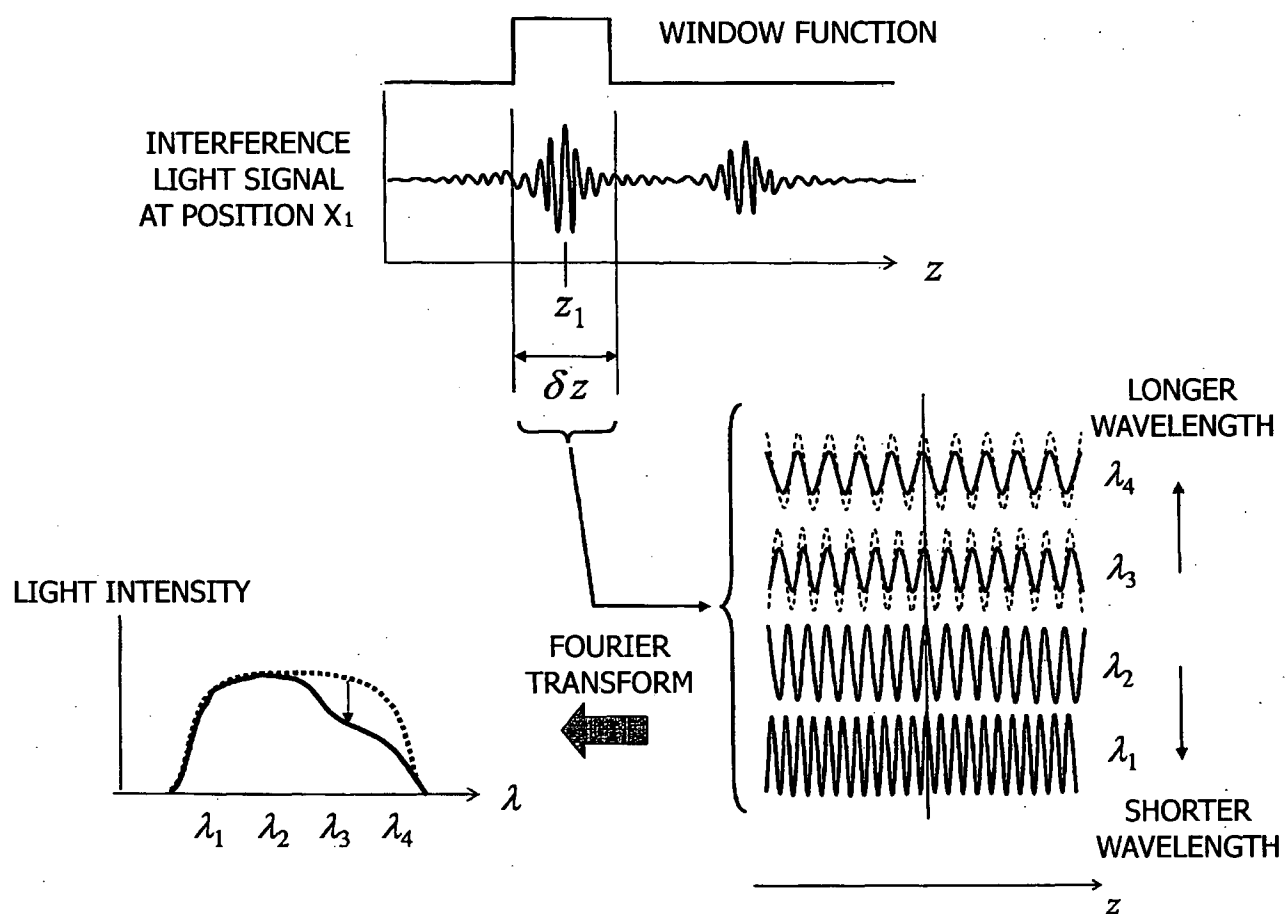 WINDOW FUNCTION
INTERFERENCE
LIGHT SIGNAL
AT POSITION X₁
z
z₁
δz
LONGER
WAVELENGTH
λ₄
λ₃
λ₂
λ₁
SHORTER
WAVELENGTH
z
FOURIER
TRANSFORM
LIGHT INTENSITY
λ
λ₁ λ₂ λ₃ λ₄